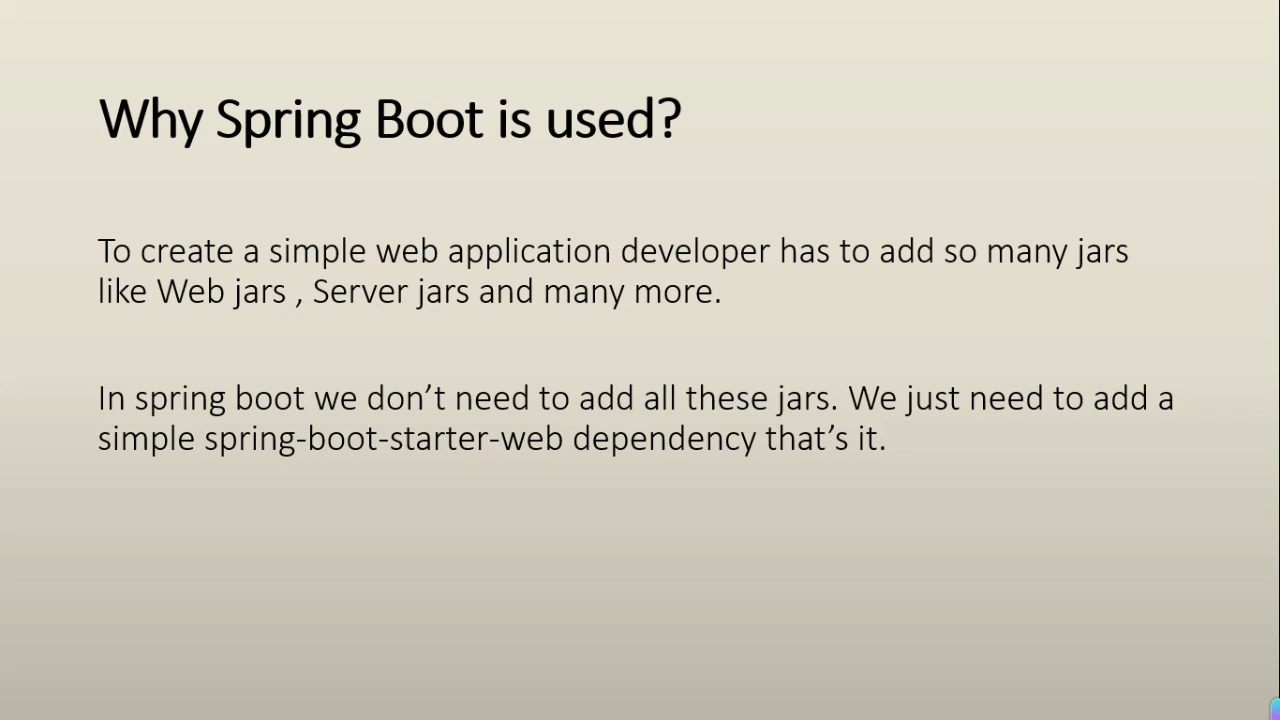 Why Spring Boot is used?
To create a simple web application developer has to add so many jars
like Web jars , Server jars and many more.
In spring boot we don’t need to add all these jars. We just need to add a
simple spring-boot-starter-web dependency that’s it.